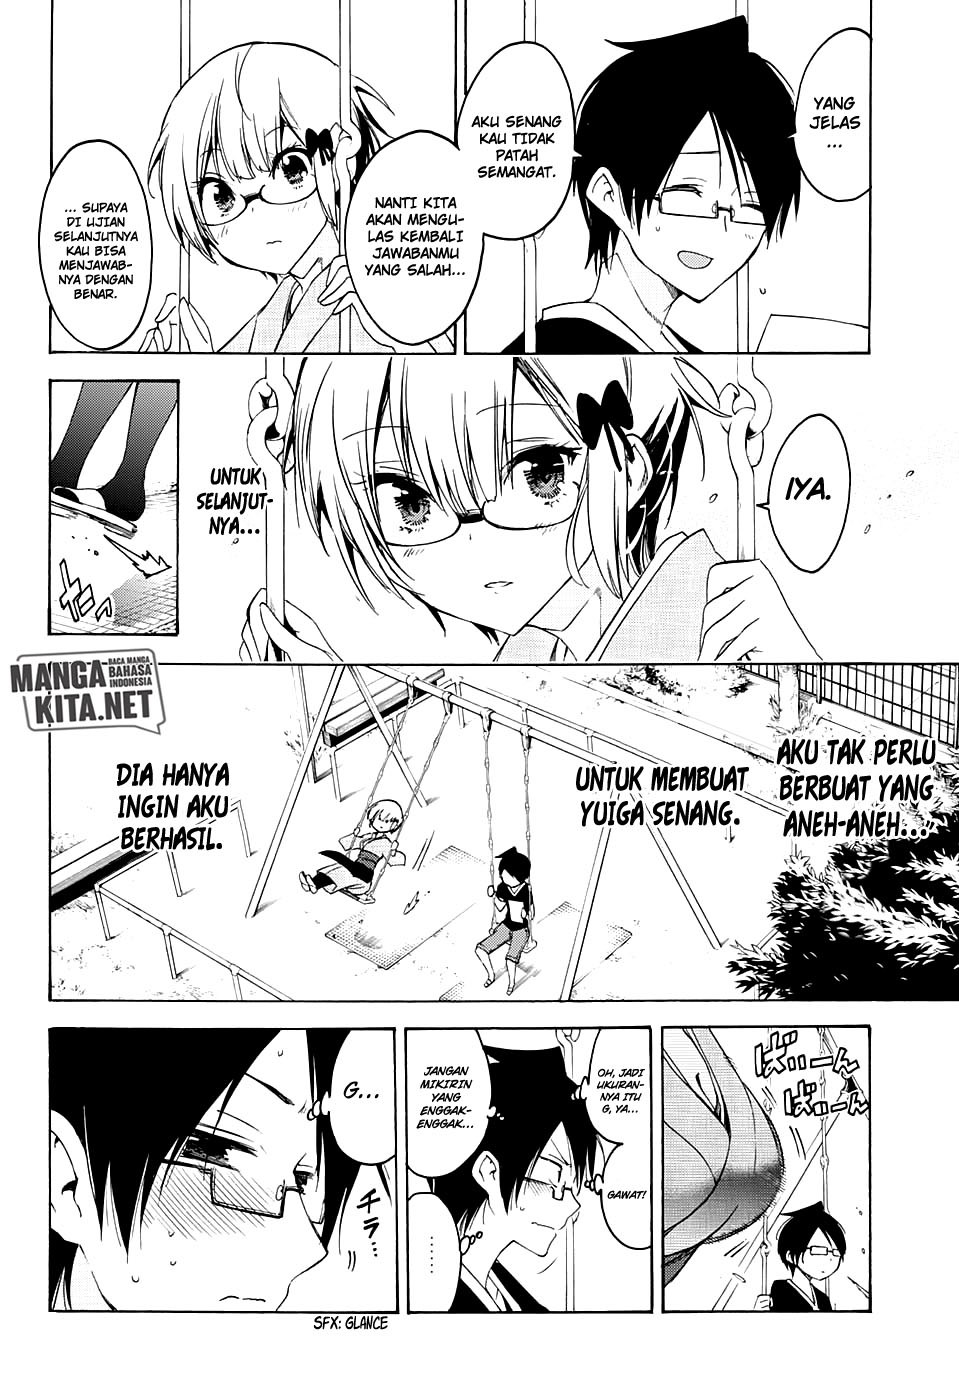 YANG
JELAS
...
AKU SENANG
KAU TIDAK
PATAH
SEMANGAT.
NANTI KITA
AKAN MENGU-
LAS KEMBALI
JAWABANMU
YANG SALAH...
... SUPAYA
DI UJIAN
SELANJUTNYA
KAU BISA
MENJAWAB-
NYA DENGAN
BENAR.
IYA.
UNTUK
SELANJUT-
NYA...
MANGA
KITA.NET
BACA MANGA
BAHASA
INDONESIA
AKU TAK PERLU
BERBUAT YANG
ANEH-ANEH...
UNTUK MEMBUAT
YUIGA SENANG.
DIA HANYA
INGIN AKU
BERHASIL.
ばいーん
ばいーん
OH, JADI
UKURAN-
NYA ITU
G, YA...
GAWAT!
JANGAN
MIKIRIN
YANG
ENGGAK-
ENGGAK...
........
G...
チラ...
SFX: GLANCE